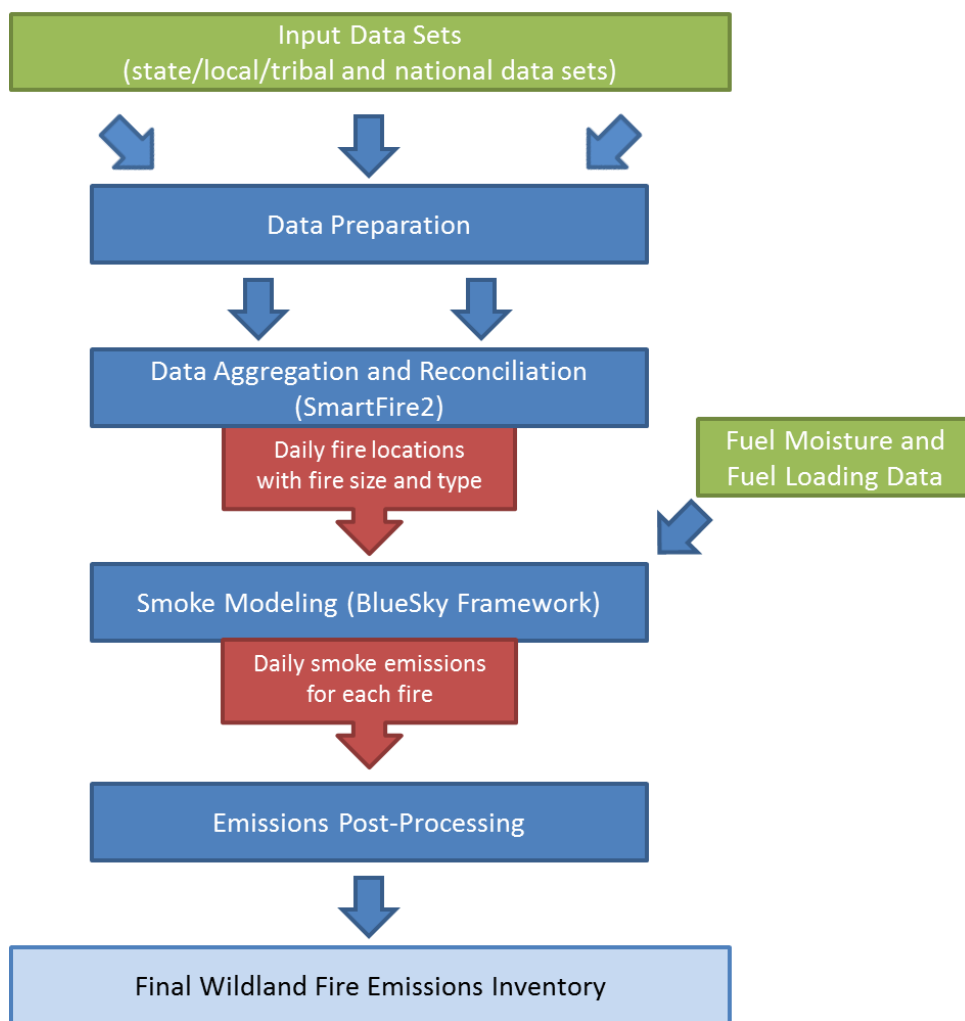 Input Data Sets
(state/local/tribal and national data sets)
Data Preparation
Data Aggregation and Reconciliation
(SmartFire2)
Daily fire locations
with fire size and type
Fuel Moisture and
Fuel Loading Data
Smoke Modeling (BlueSky Framework)
Daily smoke emissions
for each fire
Emissions Post-Processing
Final Wildland Fire Emissions Inventory